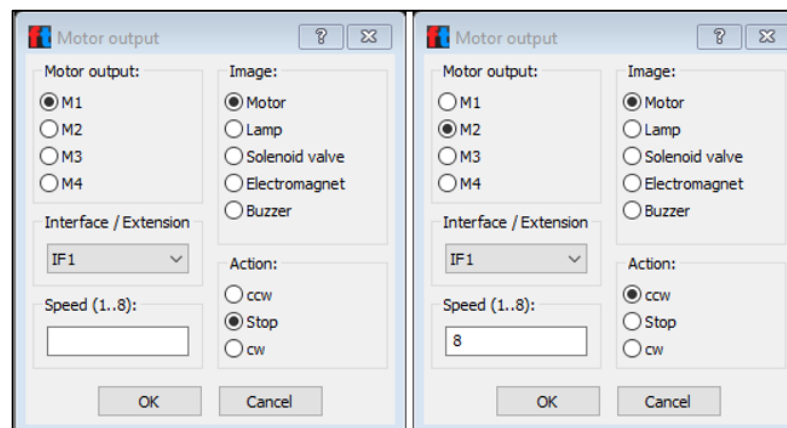 ft Motor output
Motor output:
M1
M2
M3
M4
Interface / Extension
IF1
Speed (1..8):
Image:
Motor
Lamp
Solenoid valve
Electromagnet
Buzzer
Action:
ccw
Stop
cw
OK Cancel
ft Motor output
Motor output:
M1
M2
M3
M4
Interface / Extension
IF1
Speed (1..8):
8
Image:
Motor
Lamp
Solenoid valve
Electromagnet
Buzzer
Action:
ccw
Stop
cw
OK Cancel